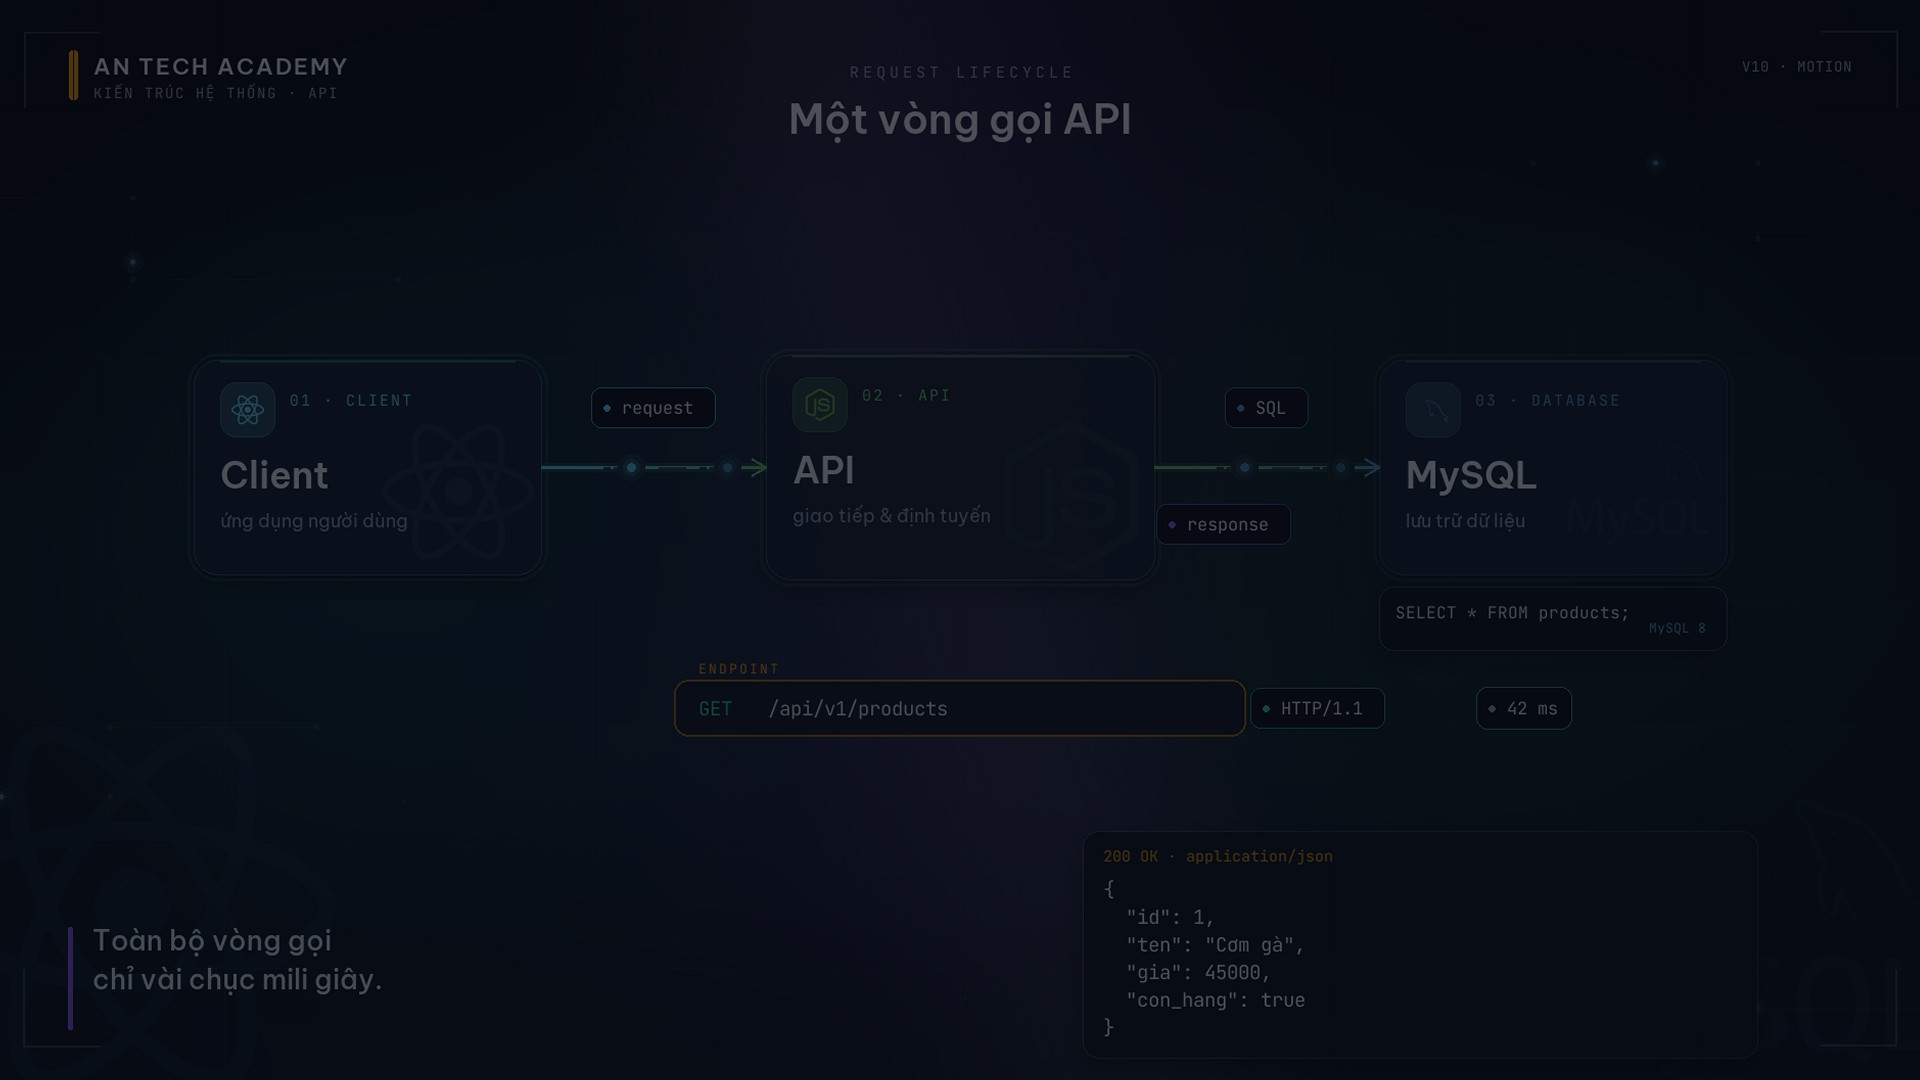 AN TECH ACADEMY
KIẾN TRÚC HỆ THỐNG · API
REQUEST LIFECYCLE
Một vòng gọi API
V10 · MOTION
01 · CLIENT
Client
ứng dụng người dùng
request
02 · API
API
giao tiếp & định tuyến
JS
JS
SQL
response
03 · DATABASE
MySQL
lưu trữ dữ liệu
MySQL
SELECT * FROM products;
MySQL 8
ENDPOINT
GET /api/v1/products
HTTP/1.1
42 ms
200 OK · application/json
{
"id": 1,
"ten": "Cơm gà",
"gia": 45000,
"con_hang": true
}
Toàn bộ vòng gọi
chỉ vài chục mili giây.